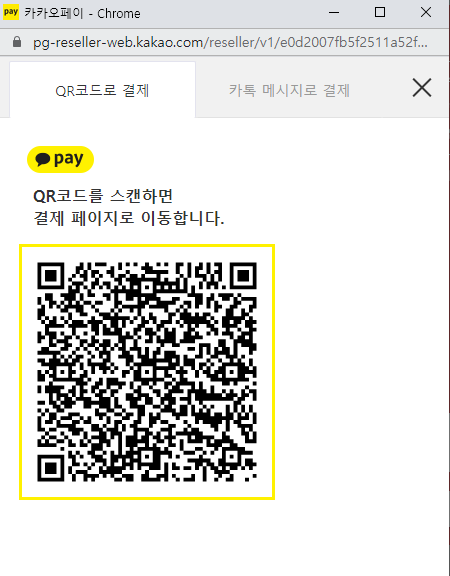 pay 카카오페이 - Chrome
pg-reseller-web.kakao.com/reseller/v1/e0d2007fb5f2511a52f...
QR코드로 결제 카톡 메시지로 결제
pay
QR코드를 스캔하면
결제 페이지로 이동합니다.